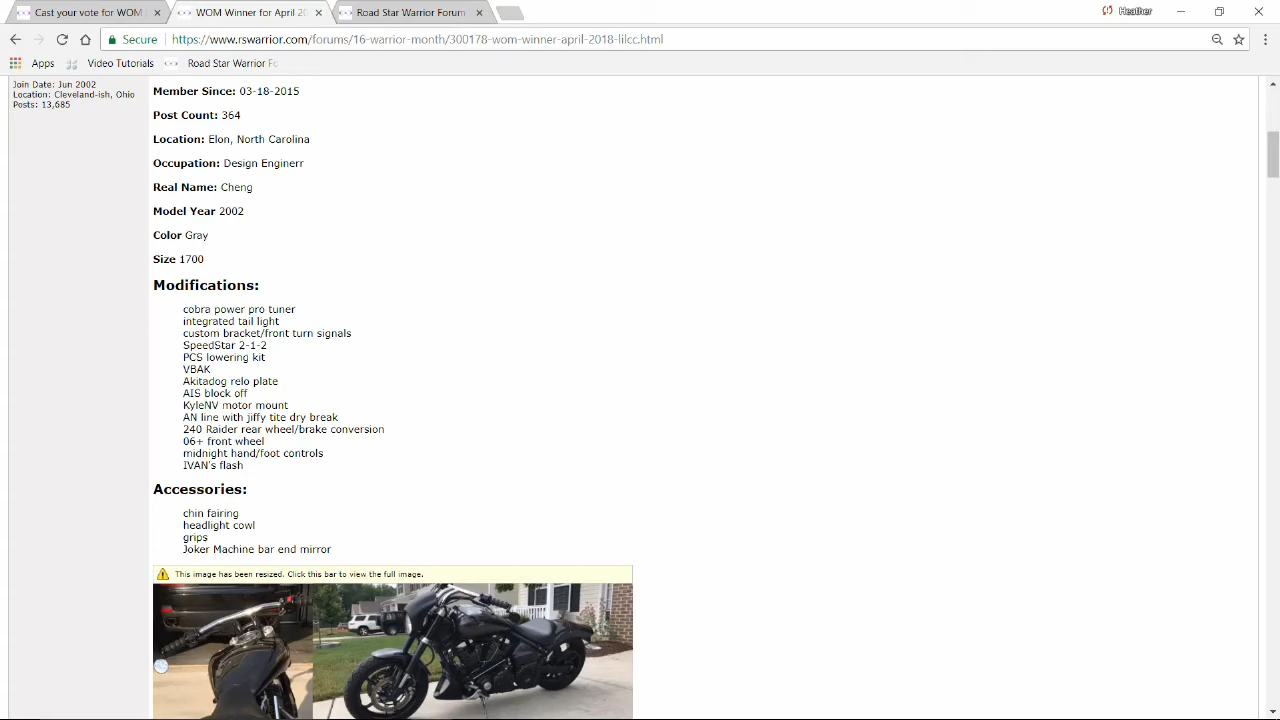 Cast your vote for WOM
WOM Winner for April 20
Road Star Warrior Forum
Heather
Secure
https://www.rswarrior.com/forums/16-warrior-month/300178-wom-winner-april-2018-lilcc.html
Apps
Video Tutorials
Road Star Warrior Fo
Join Date: Jun 2002
Location: Cleveland-ish, Ohio
Posts: 13,685
Member Since: 03-18-2015
Post Count: 364
Location: Elon, North Carolina
Occupation: Design Enginerr
Real Name: Cheng
Model Year 2002
Color Gray
Size 1700
Modifications:
cobra power pro tuner
integrated tail light
custom bracket/front turn signals
SpeedStar 2-1-2
PCS lowering kit
VBAK
Akitadog relo plate
AIS block off
KyleNV motor mount
AN line with jiffy tite dry break
240 Raider rear wheel/brake conversion
06+ front wheel
midnight hand/foot controls
IVAN's flash
Accessories:
chin fairing
headlight cowl
grips
Joker Machine bar end mirror
This image has been resized. Click this bar to view the full image.